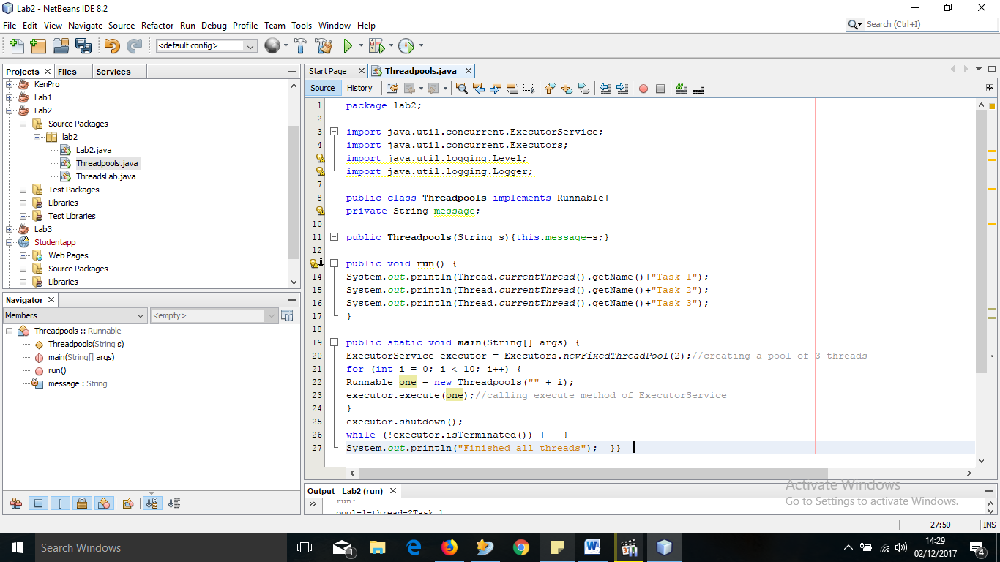 Lab2 - NetBeans IDE 8.2
File Edit View Navigate Source Refactor Run Debug Profile Team Tools Window Help
Search (Ctrl+I)
<default config>
Projects Files Services
KenPro
Lab1
Lab2
Source Packages
lab2
Lab2.java
Threadpools.java
ThreadsLab.java
Test Packages
Libraries
Test Libraries
Lab3
Studentapp
Web Pages
Source Packages
Libraries
Navigator
Members <empty>
Threadpools :: Runnable
Threadpools(String s)
main(String[] args)
run()
message : String
Start Page Threadpools.java
Source History
1 package lab2;
2
3 import java.util.concurrent.ExecutorService;
4 import java.util.concurrent.Executors;
import java.util.logging.Level;
import java.util.logging.Logger;
7
8 public class Threadpools implements Runnable{
private String message;
10
11 public Threadpools(String s){this.message=s;}
12
public void run() {
14 System.out.println(Thread.currentThread().getName()+"Task 1");
15 System.out.println(Thread.currentThread().getName()+"Task 2");
16 System.out.println(Thread.currentThread().getName()+"Task 3");
17 }
18
19 public static void main(String[] args) {
20 ExecutorService executor = Executors.newFixedThreadPool(2);//creating a pool of 3 threads
21 for (int i = 0; i < 10; i++) {
22 Runnable one = new Threadpools("" + i);
23 executor.execute(one);//calling execute method of ExecutorService
24 }
25 executor.shutdown();
26 while (!executor.isTerminated()) {   }
27 System.out.println("Finished all threads");  }}
Output - Lab2 (run)
run:
pool-1-thread-2Task 1
Activate Windows
Go to Settings to activate Windows.
27:50 INS
Search Windows
1
14:29
02/12/2017
4